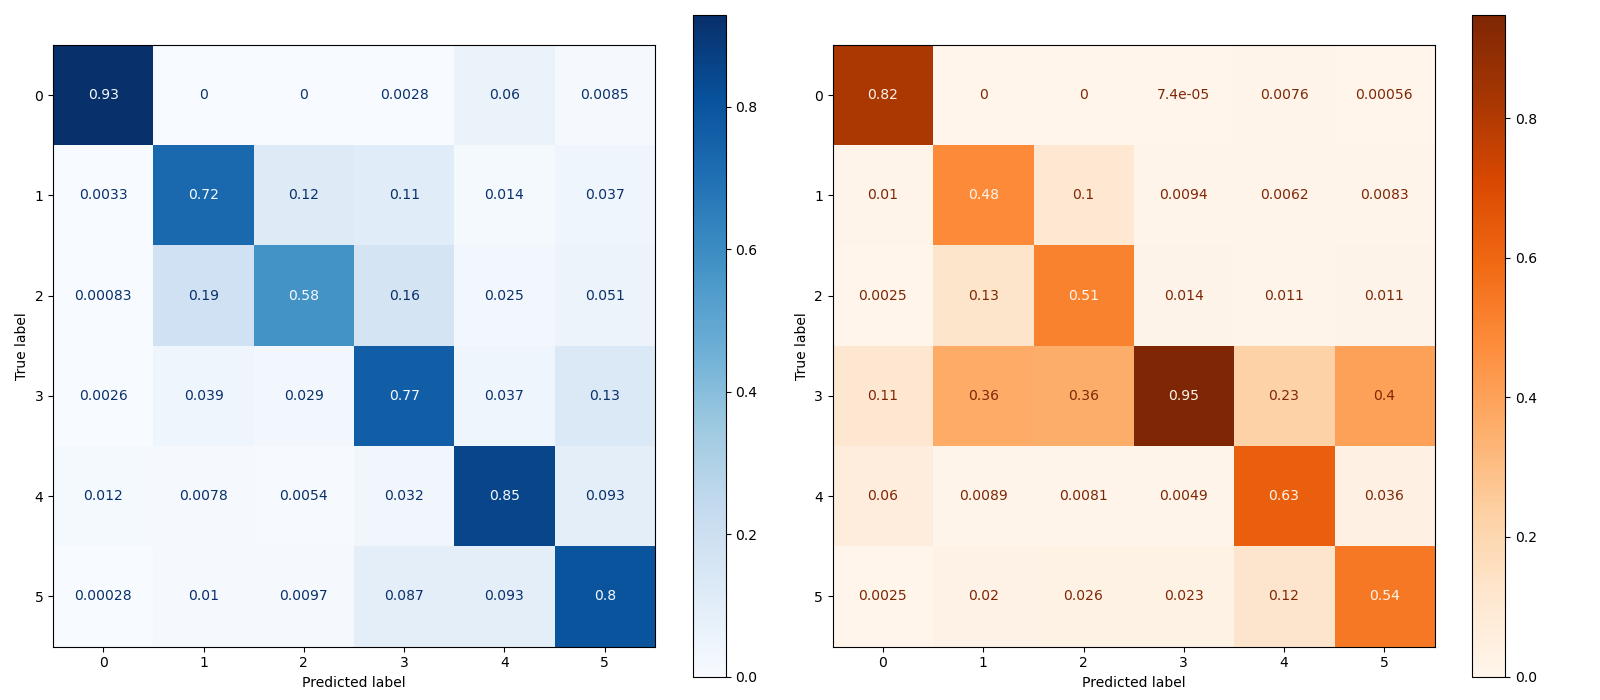 0 0.93 0 0 0.0028 0.06 0.0085
1 0.0033 0.72 0.12 0.11 0.014 0.037
2 0.00083 0.19 0.58 0.16 0.025 0.051
3 0.0026 0.039 0.029 0.77 0.037 0.13
4 0.012 0.0078 0.0054 0.032 0.85 0.093
5 0.00028 0.01 0.0097 0.087 0.093 0.8
0 1 2 3 4 5
True label
Predicted label
0.8
0.6
0.4
0.2
0.0
0 0.82 0 0 7.4e-05 0.0076 0.00056
1 0.01 0.48 0.1 0.0094 0.0062 0.0083
2 0.0025 0.13 0.51 0.014 0.011 0.011
3 0.11 0.36 0.36 0.95 0.23 0.4
4 0.06 0.0089 0.0081 0.0049 0.63 0.036
5 0.0025 0.02 0.026 0.023 0.12 0.54
0 1 2 3 4 5
True label
Predicted label
0.8
0.6
0.4
0.2
0.0